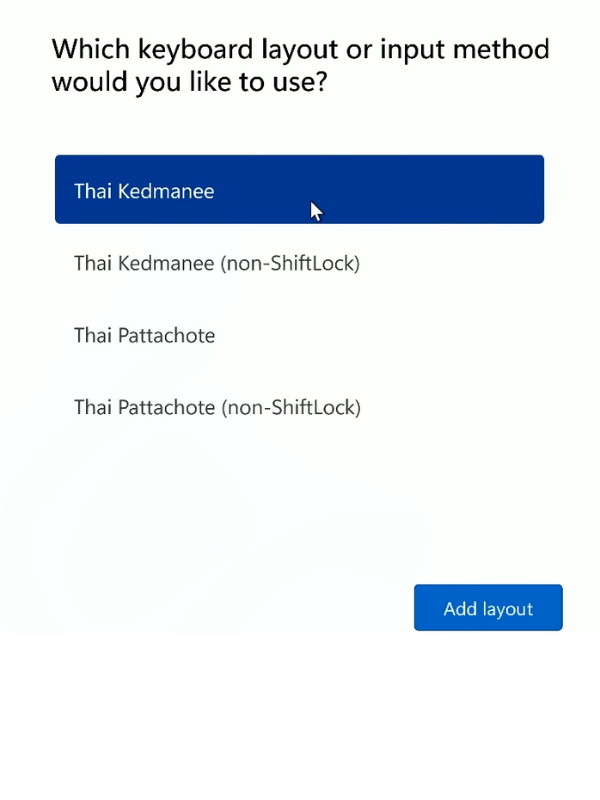 Which keyboard layout or input method
would you like to use?
Thai Kedmanee
Thai Kedmanee (non-ShiftLock)
Thai Pattachote
Thai Pattachote (non-ShiftLock)
Add layout